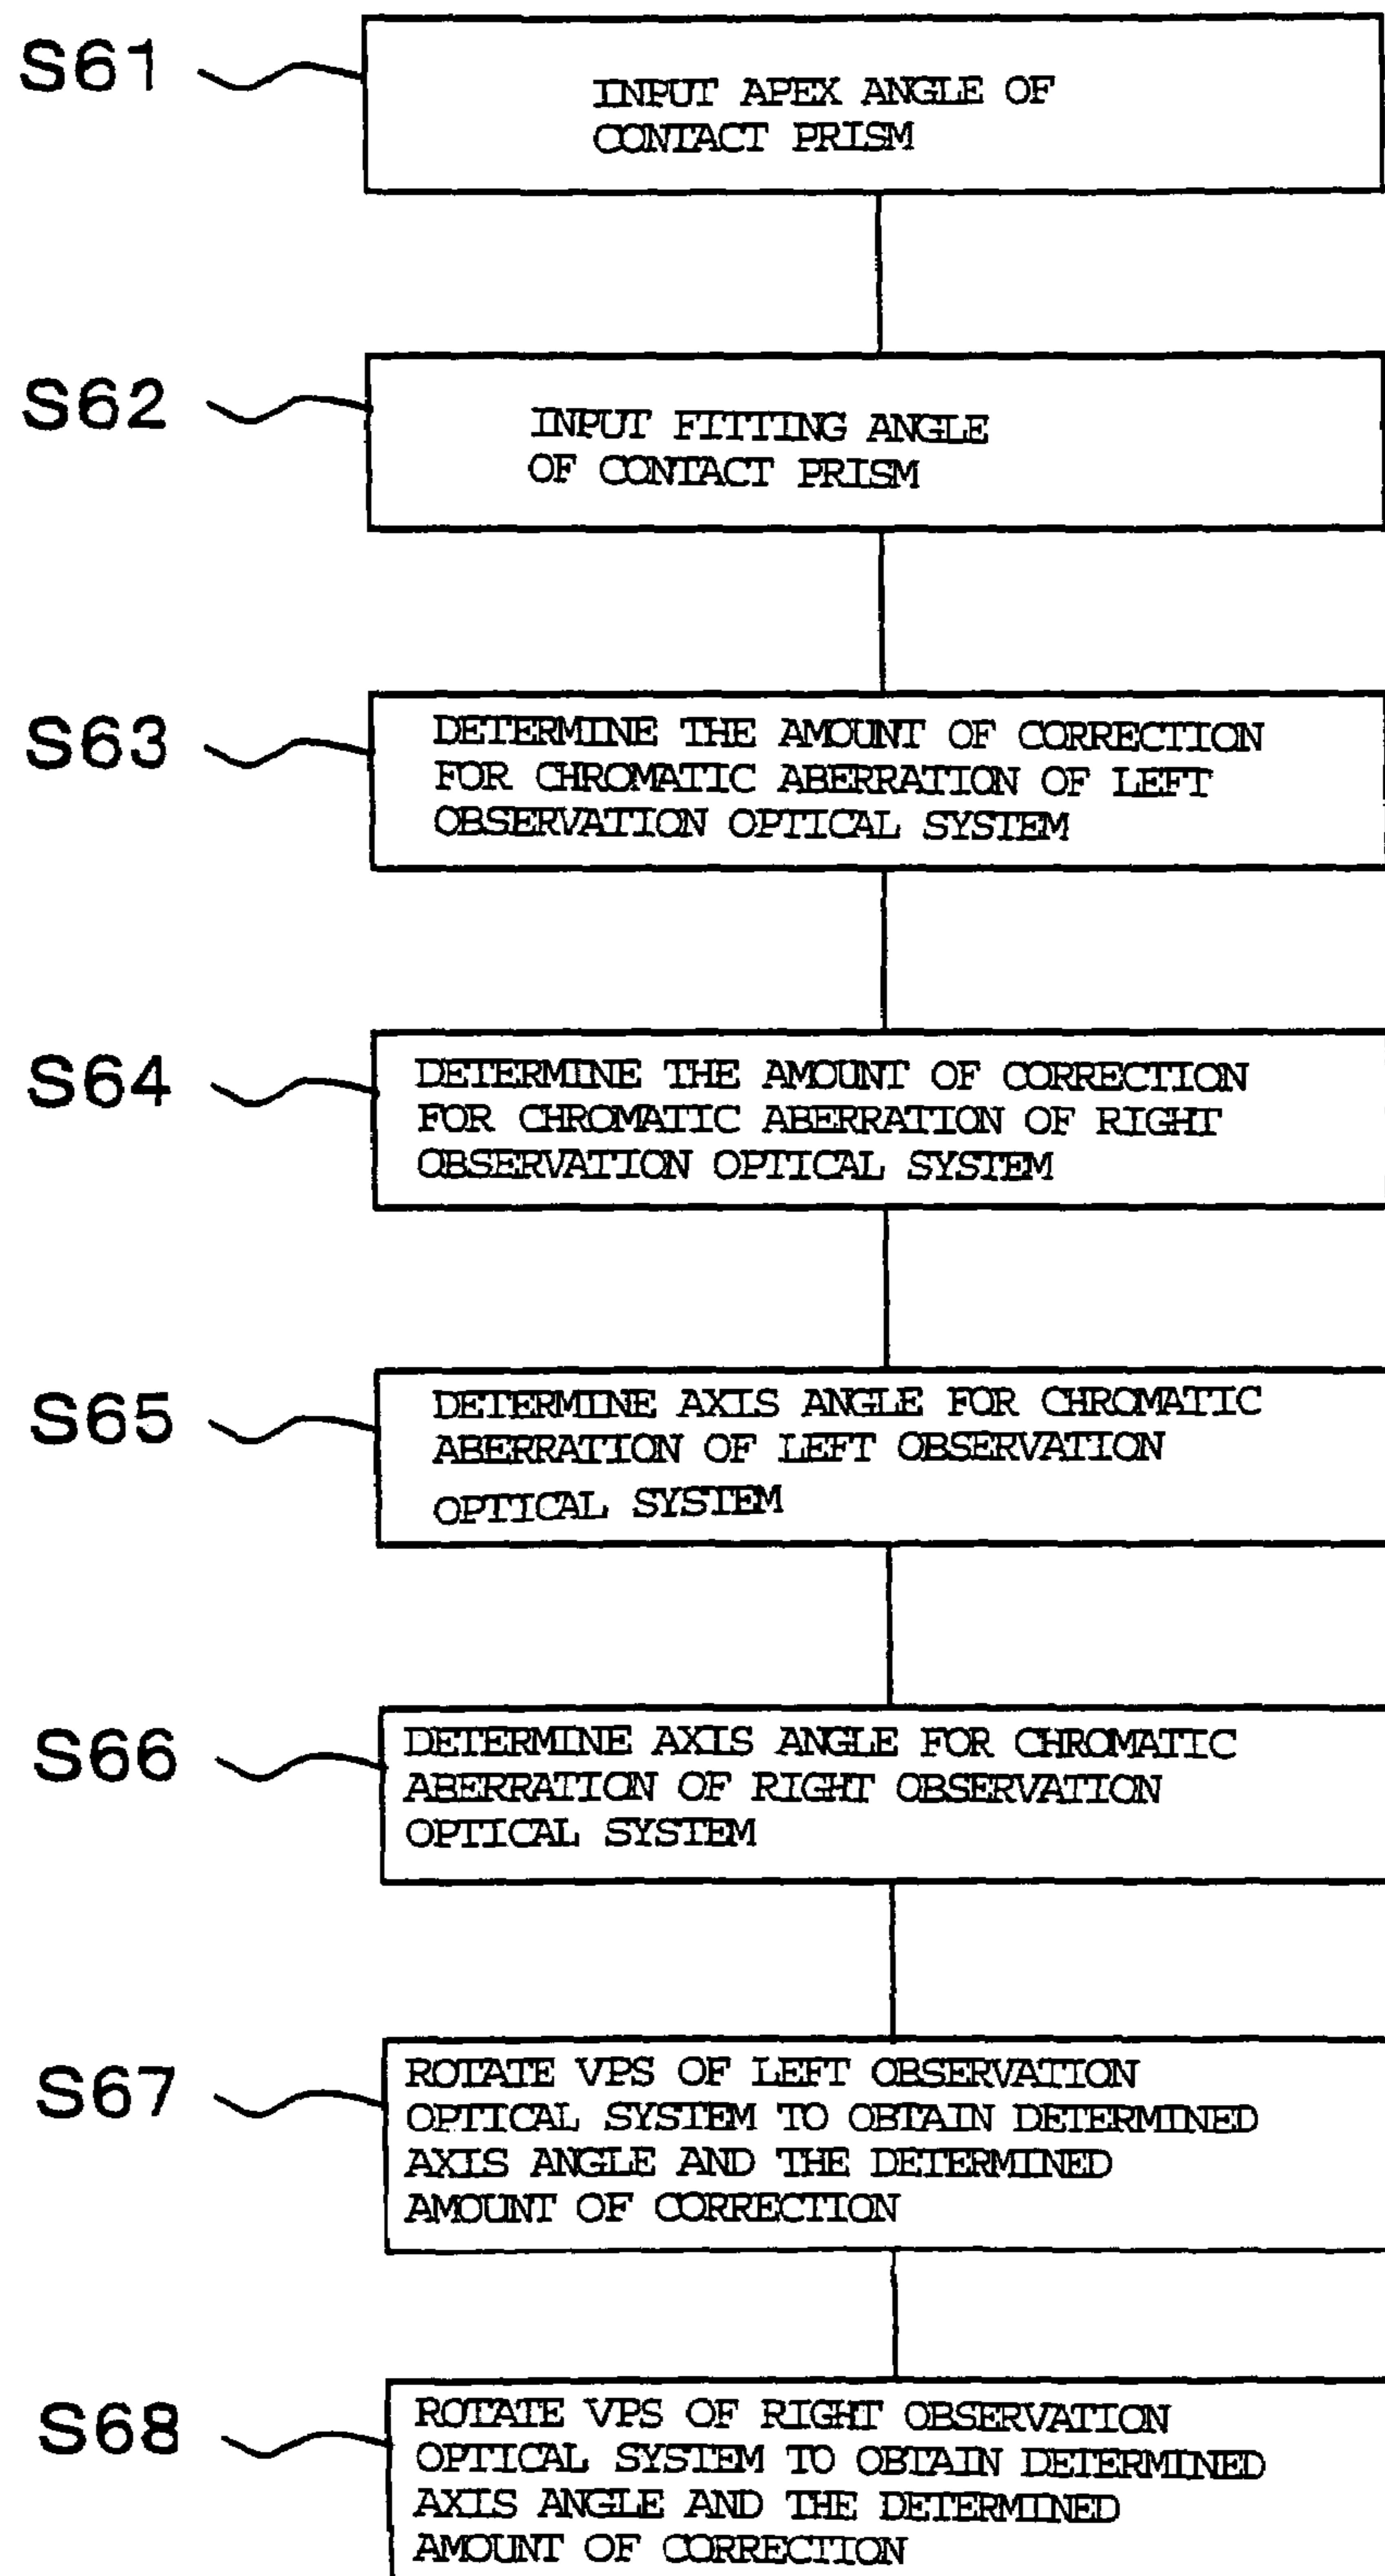 S61
INPUT APEX ANGLE OF
CONTACT PRISM
S62
INPUT FITTING ANGLE
OF CONTACT PRISM
S63
DETERMINE THE AMOUNT OF CORRECTION
FOR CHROMATIC ABERRATION OF LEFT
OBSERVATION OPTICAL SYSTEM
S64
DETERMINE THE AMOUNT OF CORRECTION
FOR CHROMATIC ABERRATION OF RIGHT
OBSERVATION OPTICAL SYSTEM
S65
DETERMINE AXIS ANGLE FOR CHROMATIC
ABERRATION OF LEFT OBSERVATION
OPTICAL SYSTEM
S66
DETERMINE AXIS ANGLE FOR CHROMATIC
ABERRATION OF RIGHT OBSERVATION
OPTICAL SYSTEM
S67
ROTATE VPS OF LEFT OBSERVATION
OPTICAL SYSTEM TO OBTAIN DETERMINED
AXIS ANGLE AND THE DETERMINED
AMOUNT OF CORRECTION
S68
ROTATE VPS OF RIGHT OBSERVATION
OPTICAL SYSTEM TO OBTAIN DETERMINED
AXIS ANGLE AND THE DETERMINED
AMOUNT OF CORRECTION